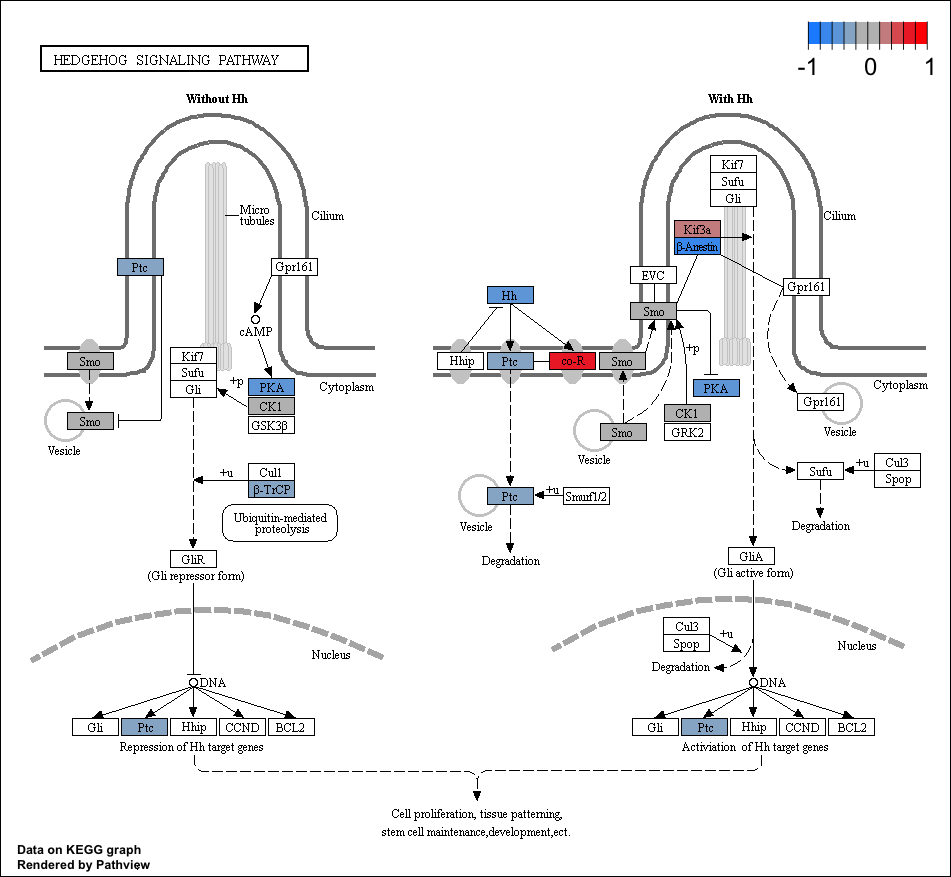 HEDGEHOG SIGNALING PATHWAY
-1 0 1
Without Hh
With Hh
Micro
tubules
Cilium
Ptc
Gpr161
cAMP
Smo
Kif7
Sufu
Gli
+p
PKA
CK1
GSK3β
Cytoplasm
Smo
Vesicle
+u
Cul1
β-TrCP
Ubiquitin-mediated
proteolysis
GliR
(Gli repressor form)
Nucleus
DNA
Gli
Ptc
Hhip
CCND
BCL2
Repression of Hh target genes
Kif7
Sufu
Gli
Cilium
Kif3a
β-Arrestin
EVC
Smo
Gpr161
Hh
Hhip
Ptc
co-R
Smo
+p
PKA
Cytoplasm
CK1
GRK2
Smo
Vesicle
Gpr161
Vesicle
Ptc
+u
Smurf1/2
Vesicle
Degradation
Sufu
+u
Cul3
Spop
Degradation
GliA
(Gli active form)
Cul3
Spop
+u
Degradation
Nucleus
DNA
Gli
Ptc
Hhip
CCND
BCL2
Activiation of Hh target genes
Cell proliferation, tissue patterning,
stem cell maintenance,development,ect.
Data on KEGG graph
Rendered by Pathview